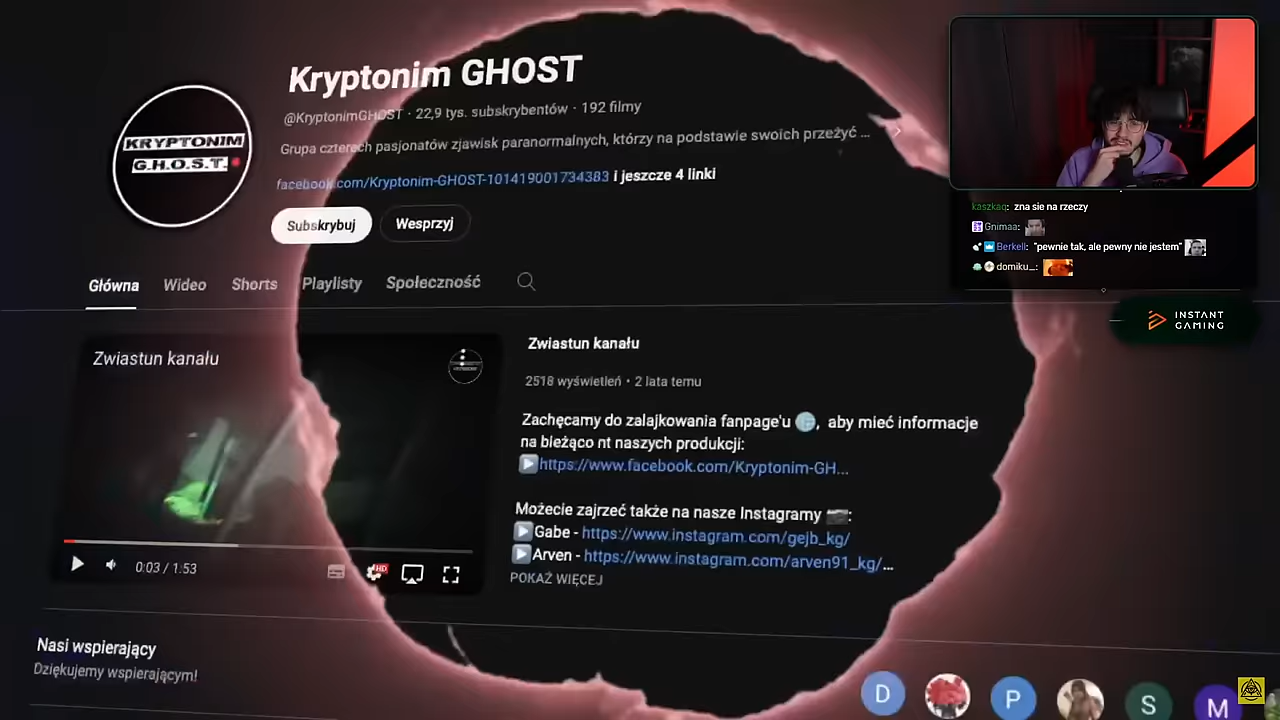 Kryptonim GHOST
@KryptonimGHOST · 22,9 tys. subskrybentów · 192 filmy
Grupa czterech pasjonatów zjawisk paranormalnych, którzy na podstawie swoich przeżyć ...
facebook.com/Kryptonim-GHOST-101419001734383 i jeszcze 4 linki
KRYPTONIM
G.H.O.S.T.
Subskrybuj
Wesprzyj
Główna
Wideo
Shorts
Playlisty
Społeczność
Zwiastun kanału
0:03 / 1:53
HD
Zwiastun kanału
2518 wyświetleń · 2 lata temu
Zachęcamy do zalajkowania fanpage'u , aby mieć informacje
na bieżąco nt naszych produkcji:
https://www.facebook.com/Kryptonim-GH...
Możecie zajrzeć także na nasze Instagramy :
Gabe - https://www.instagram.com/gejb_kg/
Arven - https://www.instagram.com/arven91_kg/...
POKAŻ WIĘCEJ
Nasi wspierający
Dziękujemy wspierającym!
D
P
S
M
kaszkaq: zna sie na rzeczy
Gnimaa:
Berkell: "pewnie tak, ale pewny nie jestem"
domiku_:
INSTANT
GAMING